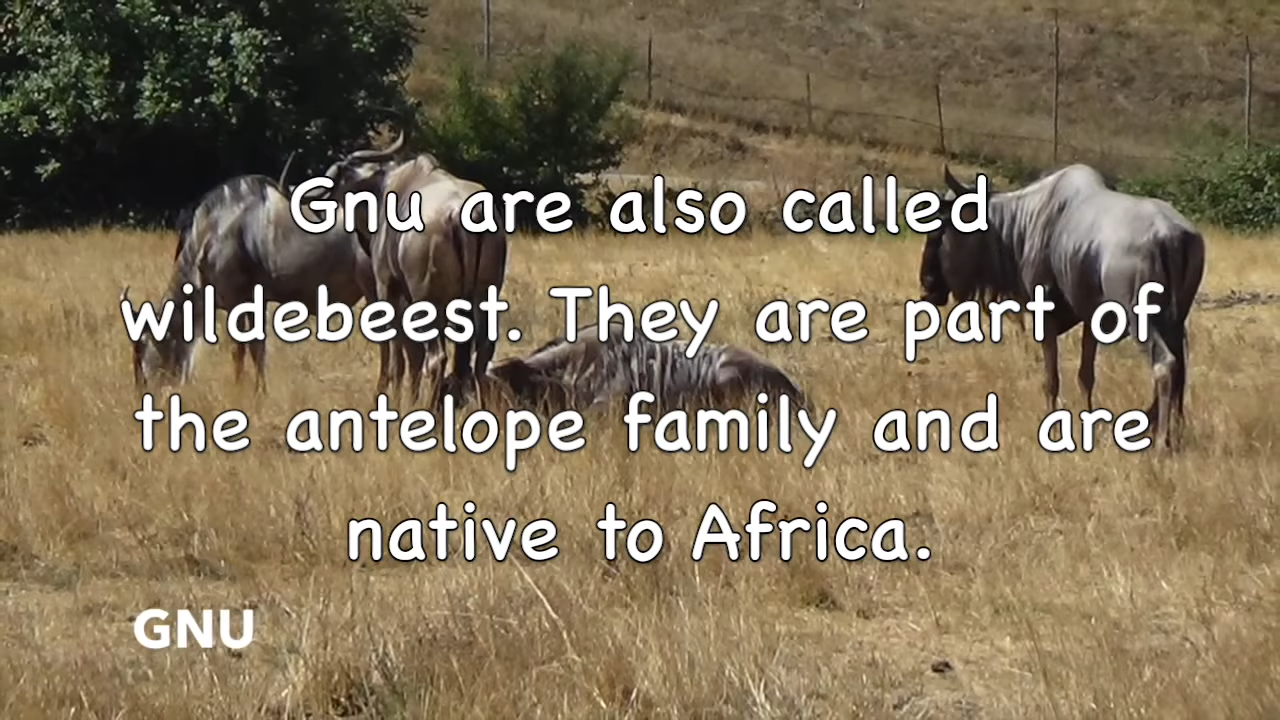 Gnu are also called
wildebeest. They are part of
the antelope family and are
native to Africa.
GNU